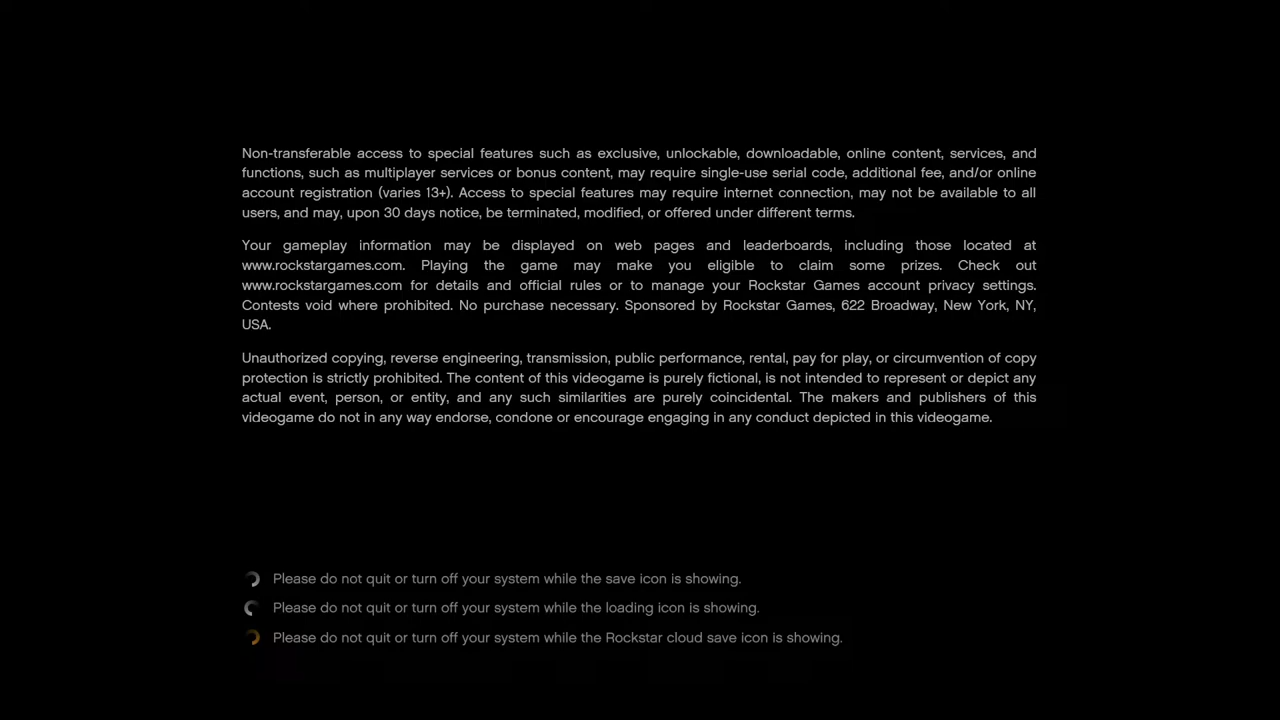 Non-transferable access to special features such as exclusive, unlockable, downloadable, online content, services, and
functions, such as multiplayer services or bonus content, may require single-use serial code, additional fee, and/or online
account registration (varies 13+). Access to special features may require internet connection, may not be available to all
users, and may, upon 30 days notice, be terminated, modified, or offered under different terms.
Your gameplay information may be displayed on web pages and leaderboards, including those located at
www.rockstargames.com. Playing the game may make you eligible to claim some prizes. Check out
www.rockstargames.com for details and official rules or to manage your Rockstar Games account privacy settings.
Contests void where prohibited. No purchase necessary. Sponsored by Rockstar Games, 622 Broadway, New York, NY,
USA.
Unauthorized copying, reverse engineering, transmission, public performance, rental, pay for play, or circumvention of copy
protection is strictly prohibited. The content of this videogame is purely fictional, is not intended to represent or depict any
actual event, person, or entity, and any such similarities are purely coincidental. The makers and publishers of this
videogame do not in any way endorse, condone or encourage engaging in any conduct depicted in this videogame.
Please do not quit or turn off your system while the save icon is showing.
Please do not quit or turn off your system while the loading icon is showing.
Please do not quit or turn off your system while the Rockstar cloud save icon is showing.